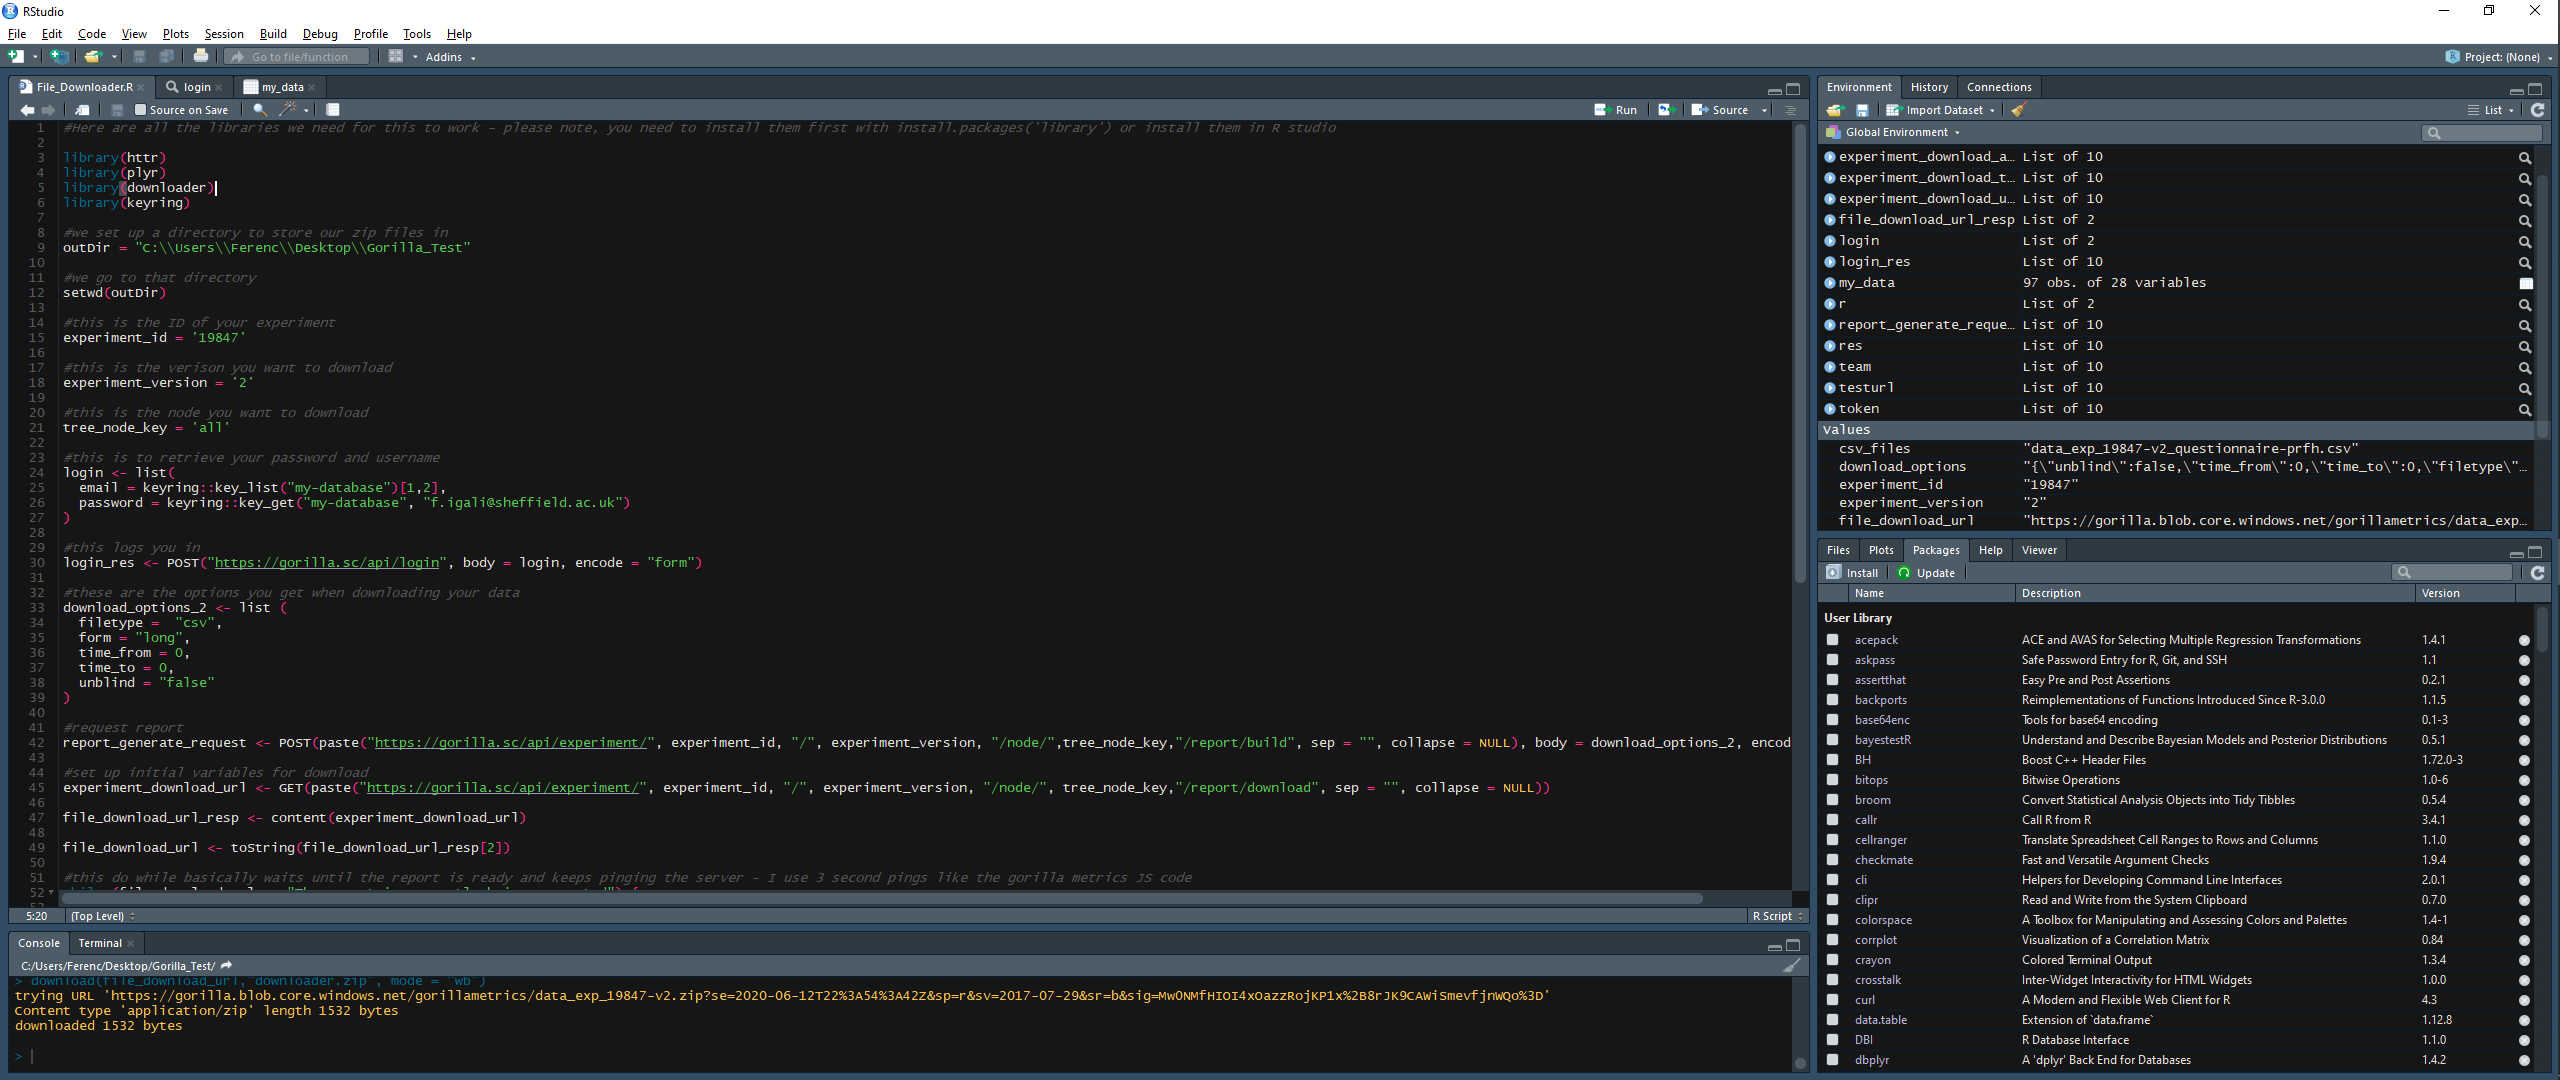 RStudio
File Edit Code View Plots Session Build Debug Profile Tools Help
Go to file/function Addins Project: (None)
File_Downloader.R login my_data
Source on Save Run Source
1 #Here are all the libraries we need for this to work - please note, you need to install them first with install.packages('library') or install them in R studio
2
3 library(httr)
4 library(plyr)
5 library(downloader)
6 library(keyring)
7
8 #we set up a directory to store our zip files in
9 outDir = "C:\\Users\\Ferenc\\Desktop\\Gorilla_Test"
10
11 #we go to that directory
12 setwd(outDir)
13
14 #this is the ID of your experiment
15 experiment_id = '19847'
16
17 #this is the verison you want to download
18 experiment_version = '2'
19
20 #this is the node you want to download
21 tree_node_key = 'all'
22
23 #this is to retrieve your password and username
24 login <- list(
25 email = keyring::key_list("my-database")[1,2],
26 password = keyring::key_get("my-database", "f.igali@sheffield.ac.uk")
27 )
28
29 #this logs you in
30 login_res <- POST("https://gorilla.sc/api/login", body = login, encode = "form")
31
32 #these are the options you get when downloading your data
33 download_options_2 <- list (
34 filetype = "csv",
35 form = "long",
36 time_from = 0,
37 time_to = 0,
38 unblind = "false"
39 )
40
41 #request report
42 report_generate_request <- POST(paste("https://gorilla.sc/api/experiment/", experiment_id, "/", experiment_version, "/node/",tree_node_key,"/report/build", sep = "", collapse = NULL), body = download_options_2, encod
43
44 #set up initial variables for download
45 experiment_download_url <- GET(paste("https://gorilla.sc/api/experiment/", experiment_id, "/", experiment_version, "/node/", tree_node_key,"/report/download", sep = "", collapse = NULL))
46
47 file_download_url_resp <- content(experiment_download_url)
48
49 file_download_url <- toString(file_download_url_resp[2])
50
51 #this do while basically waits until the report is ready and keeps pinging the server - I use 3 second pings like the gorilla metrics JS code
52
5:20 (Top Level) R Script
Console Terminal
C:/Users/Ferenc/Desktop/Gorilla_Test/
> download(file_download_url,"downloader.zip", mode = "wb")
trying URL 'https://gorilla.blob.core.windows.net/gorillametrics/data_exp_19847-v2.zip?se=2020-06-12T22%3A54%3A42Z&sp=r&sv=2017-07-29&sr=b&sig=Mw0NMfHIOI4xOazzRojKP1x%2B8rJK9CAWiSmevfjnWQo%3D'
Content type 'application/zip' length 1532 bytes
downloaded 1532 bytes
>
Environment History Connections
Import Dataset List
Global Environment
experiment_download_a… List of 10
experiment_download_t… List of 10
experiment_download_u… List of 10
file_download_url_resp List of 2
login List of 2
login_res List of 10
my_data 97 obs. of 28 variables
r List of 2
report_generate_reque… List of 10
res List of 10
team List of 10
testurl List of 10
token List of 10
Values
csv_files "data_exp_19847-v2_questionnaire-prfh.csv"
download_options "{\"unblind\":false,\"time_from\":0,\"time_to\":0,\"filetype\"…
experiment_id "19847"
experiment_version "2"
file_download_url "https://gorilla.blob.core.windows.net/gorillametrics/data_exp…
Files Plots Packages Help Viewer
Install Update
Name Description Version
User Library
acepack ACE and AVAS for Selecting Multiple Regression Transformations 1.4.1
askpass Safe Password Entry for R, Git, and SSH 1.1
assertthat Easy Pre and Post Assertions 0.2.1
backports Reimplementations of Functions Introduced Since R-3.0.0 1.1.5
base64enc Tools for base64 encoding 0.1-3
bayestestR Understand and Describe Bayesian Models and Posterior Distributions 0.5.1
BH Boost C++ Header Files 1.72.0-3
bitops Bitwise Operations 1.0-6
broom Convert Statistical Analysis Objects into Tidy Tibbles 0.5.4
callr Call R from R 3.4.1
cellranger Translate Spreadsheet Cell Ranges to Rows and Columns 1.1.0
checkmate Fast and Versatile Argument Checks 1.9.4
cli Helpers for Developing Command Line Interfaces 2.0.1
clipr Read and Write from the System Clipboard 0.7.0
colorspace A Toolbox for Manipulating and Assessing Colors and Palettes 1.4-1
corrplot Visualization of a Correlation Matrix 0.84
crayon Colored Terminal Output 1.3.4
crosstalk Inter-Widget Interactivity for HTML Widgets 1.0.0
curl A Modern and Flexible Web Client for R 4.3
data.table Extension of `data.frame` 1.12.8
DBI R Database Interface 1.1.0
dbplyr A 'dplyr' Back End for Databases 1.4.2